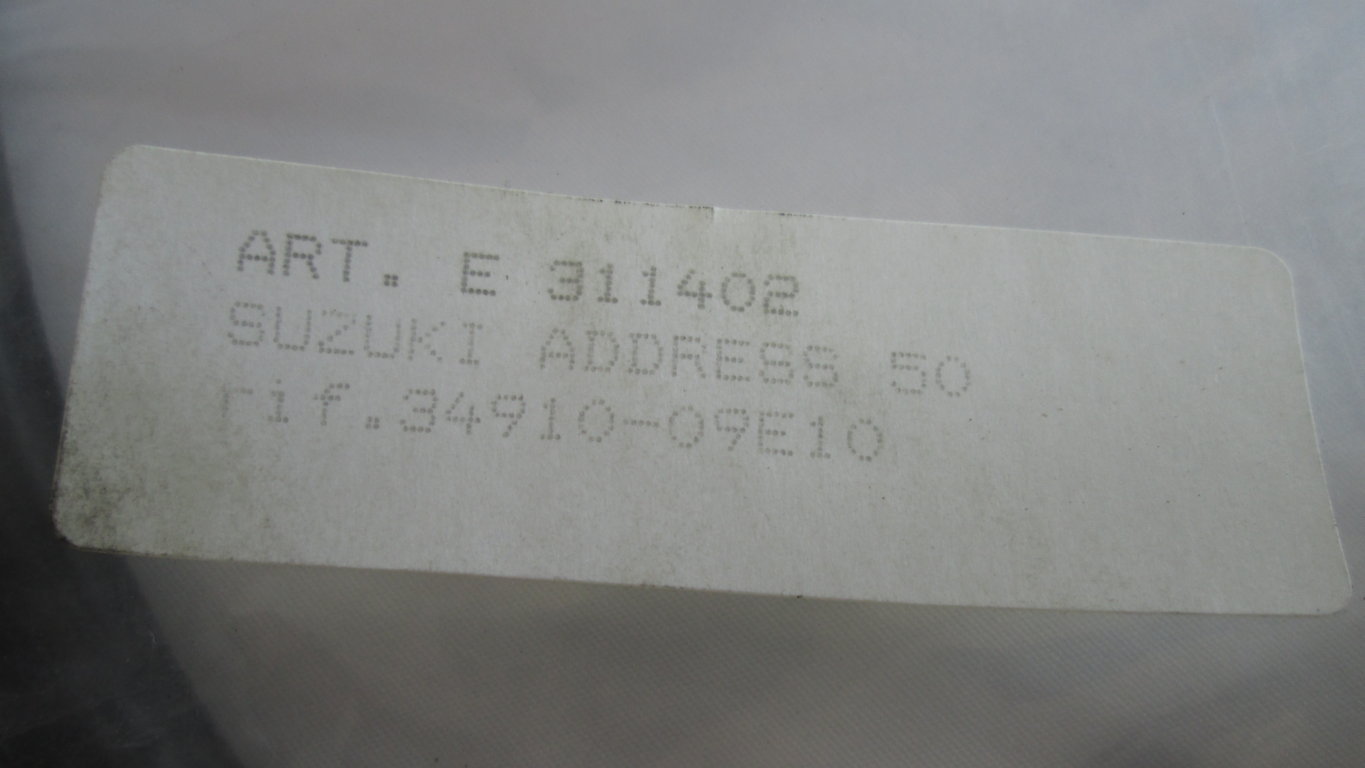 ART. E 311402
SUZUKI ADDRESS 50
rif.34910-09E10